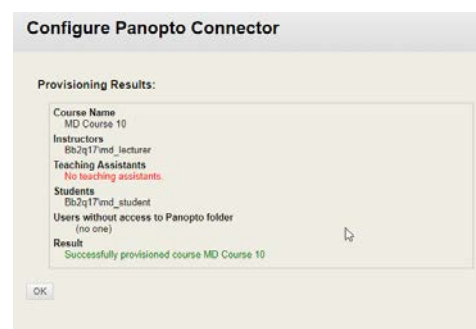 Configure Panopto Connector
Provisioning Results:
Course Name
MD Course 10
Instructors
Bb2q17\md_lecturer
Teaching Assistants
No teaching assistants.
Students
Bb2q17\md_student
Users without access to Panopto folder
(no one)
Result
Successfully provisioned course MD Course 10
OK